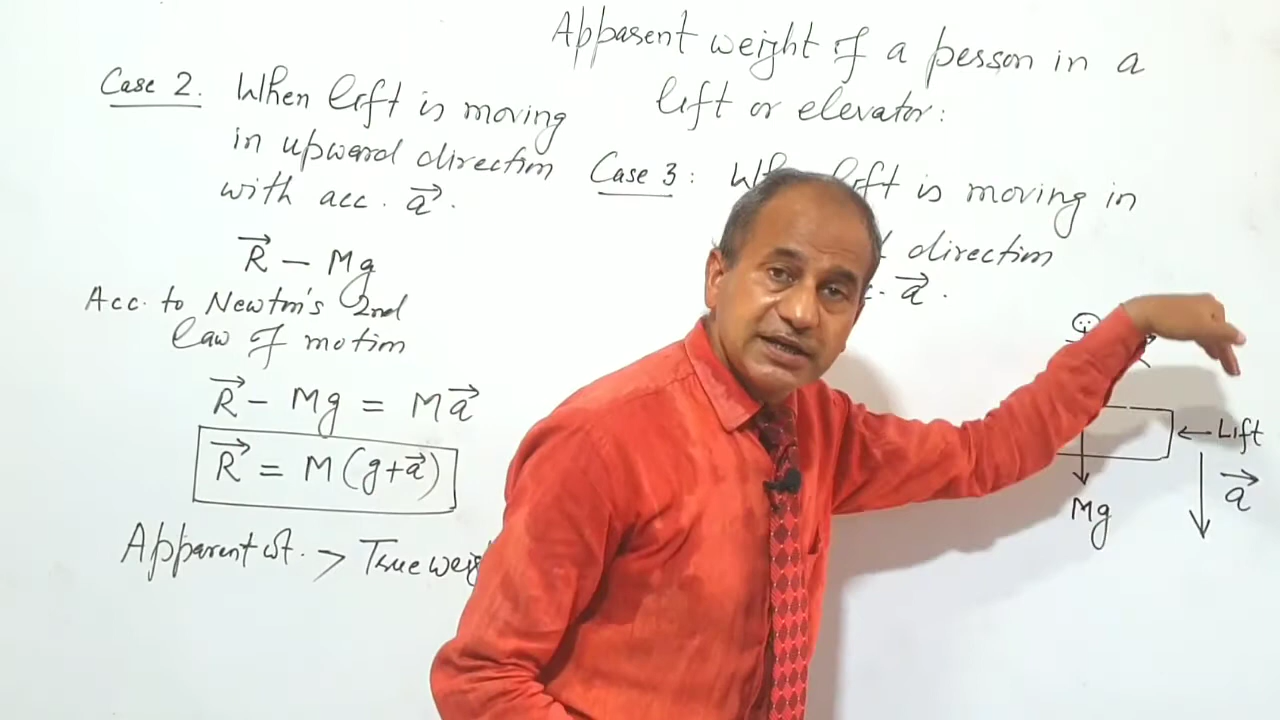 Apparent weight of a person in a
lift or elevator:
Case 2. When lift is moving
in upward direction
with acc. a⃗.
R⃗ - Mg
Acc. to Newton's 2nd
law of motion
R⃗ - Mg = Ma⃗
R⃗ = M(g+a⃗)
Apparent wt. > True
Case 3: lift is moving in
direction
a⃗.
← Lift
a⃗
Mg